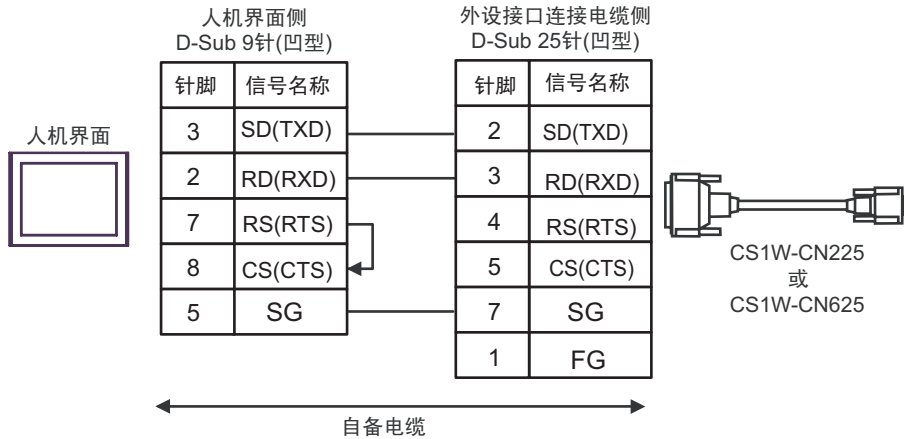 人机界面侧
D-Sub 9针(凹型)
外设接口连接电缆侧
D-Sub 25针(凹型)
人机界面
针脚 信号名称
3 SD(TXD)
2 RD(RXD)
7 RS(RTS)
8 CS(CTS)
5 SG
针脚 信号名称
2 SD(TXD)
3 RD(RXD)
4 RS(RTS)
5 CS(CTS)
7 SG
1 FG
CS1W-CN225
或
CS1W-CN625
自备电缆